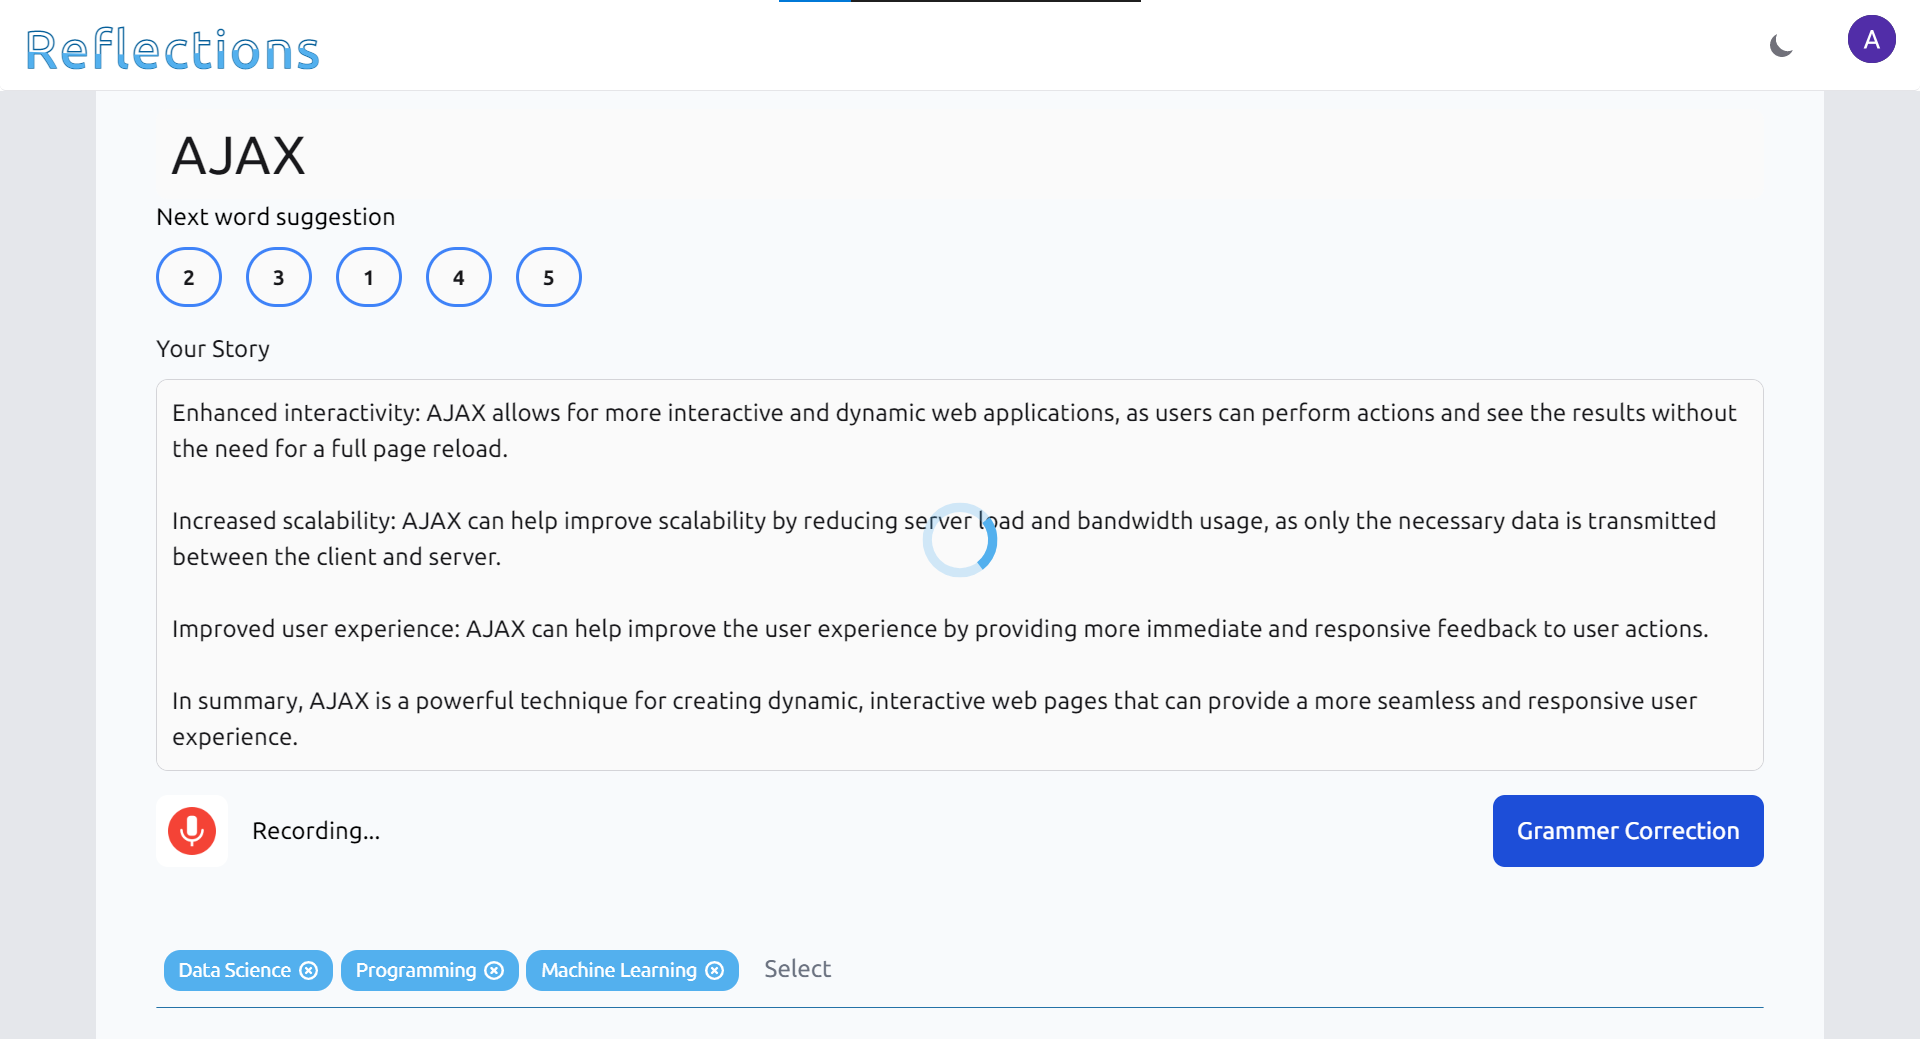 Reflections
A
AJAX
Next word suggestion
2 3 1 4 5
Your Story
Enhanced interactivity: AJAX allows for more interactive and dynamic web applications, as users can perform actions and see the results without
the need for a full page reload.
Increased scalability: AJAX can help improve scalability by reducing server load and bandwidth usage, as only the necessary data is transmitted
between the client and server.
Improved user experience: AJAX can help improve the user experience by providing more immediate and responsive feedback to user actions.
In summary, AJAX is a powerful technique for creating dynamic, interactive web pages that can provide a more seamless and responsive user
experience.
Recording...
Grammer Correction
Data Science Programming Machine Learning Select